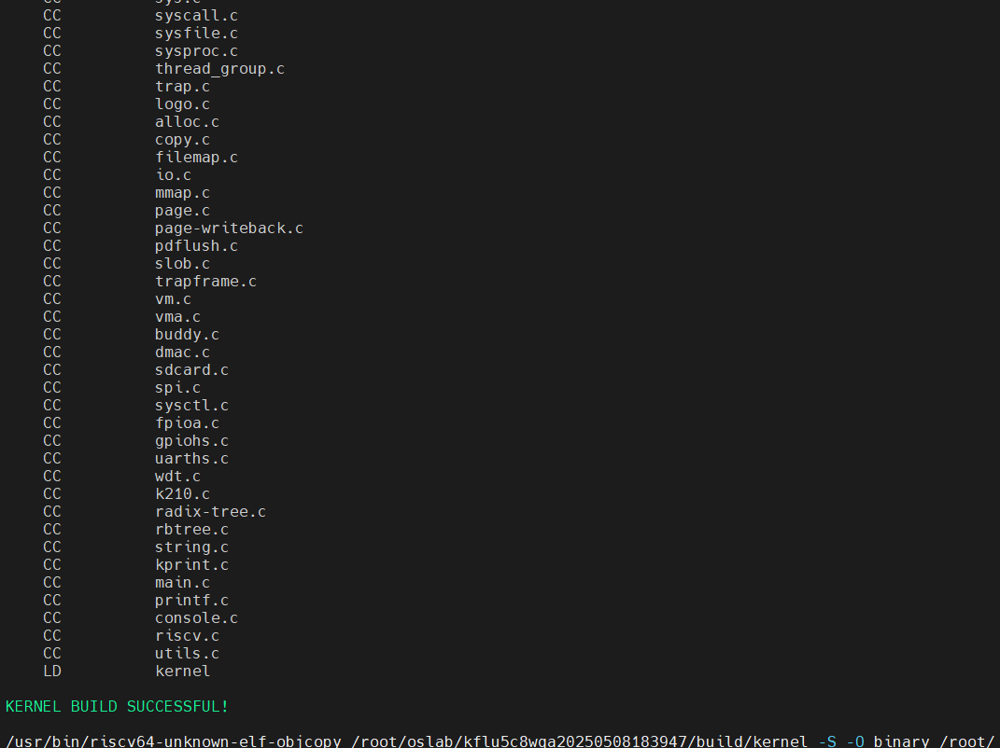 CC sys.c
CC syscall.c
CC sysfile.c
CC sysproc.c
CC thread_group.c
CC trap.c
CC logo.c
CC alloc.c
CC copy.c
CC filemap.c
CC io.c
CC mmap.c
CC page.c
CC page-writeback.c
CC pdflush.c
CC slob.c
CC trapframe.c
CC vm.c
CC vma.c
CC buddy.c
CC dmac.c
CC sdcard.c
CC spi.c
CC sysctl.c
CC fpioa.c
CC gpiohs.c
CC uarths.c
CC wdt.c
CC k210.c
CC radix-tree.c
CC rbtree.c
CC string.c
CC kprint.c
CC main.c
CC printf.c
CC console.c
CC riscv.c
CC utils.c
LD kernel
KERNEL BUILD SUCCESSFUL!
/usr/bin/riscv64-unknown-elf-objcopy /root/oslab/kflu5c8wga20250508183947/build/kernel -S -O binary /root/